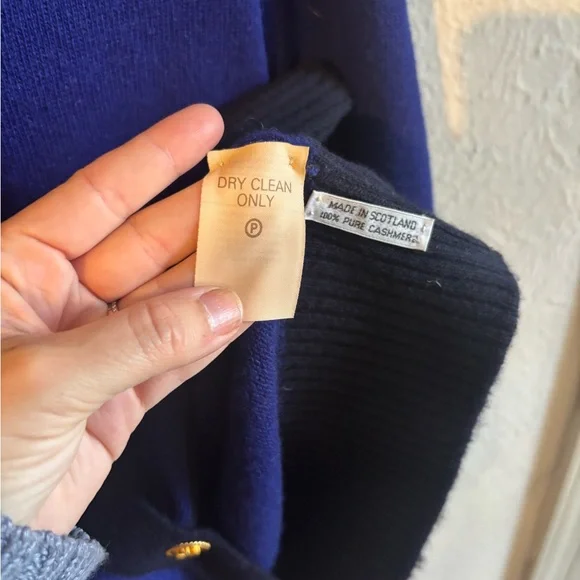 DRY CLEAN
ONLY
P
MADE IN SCOTLAND
100% PURE CASHMERE